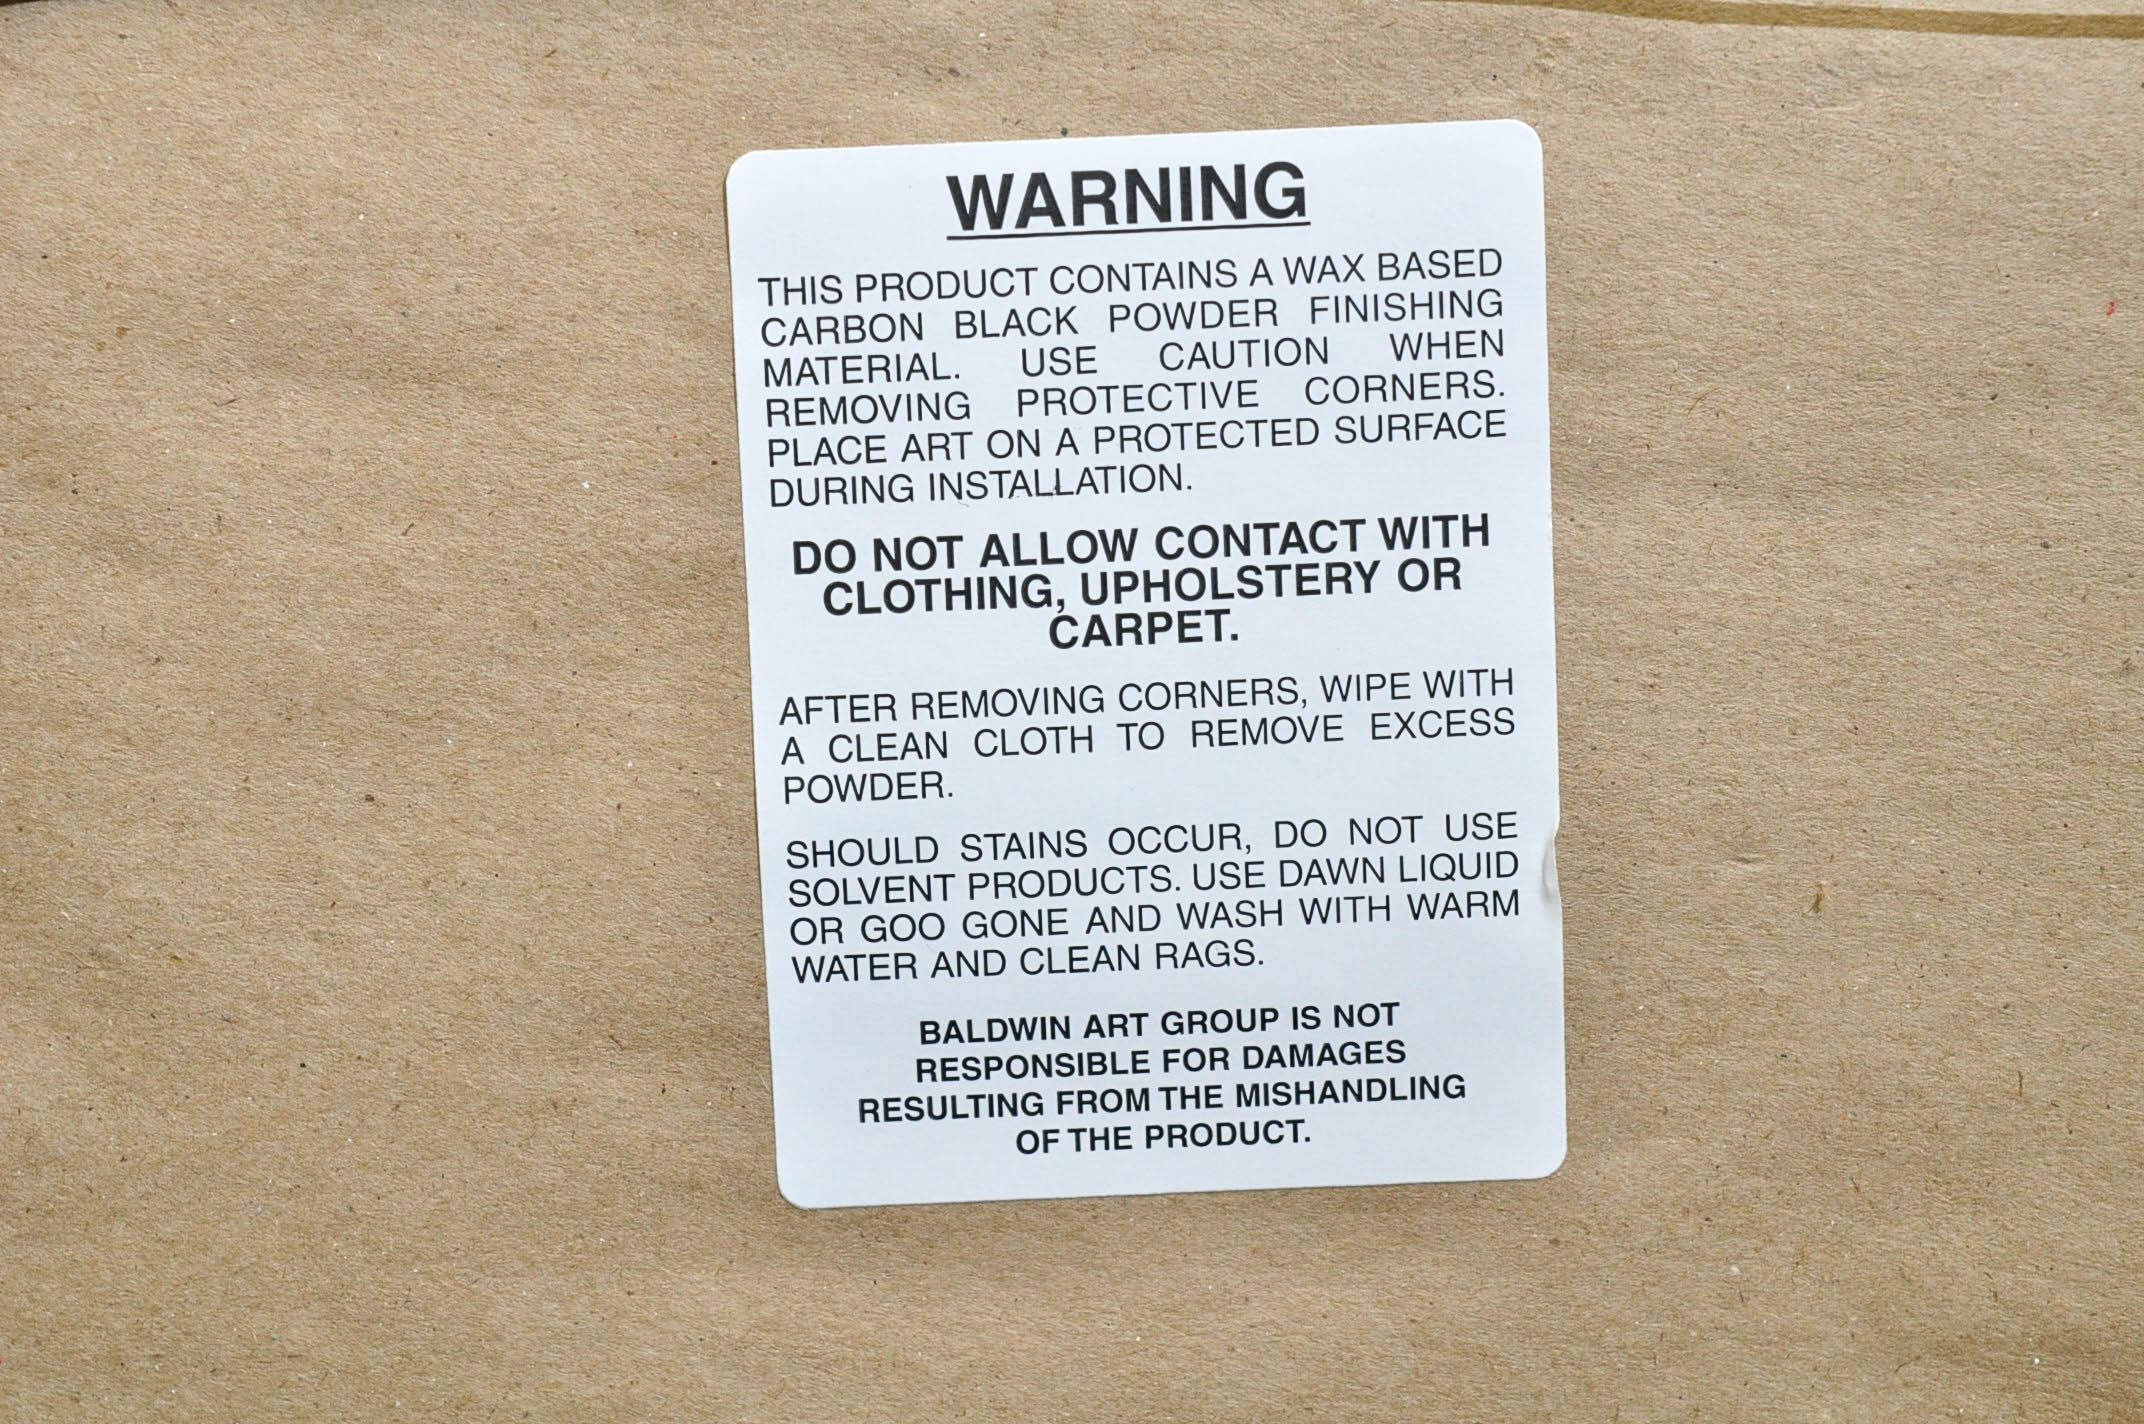 WARNING
THIS PRODUCT CONTAINS A WAX BASED
CARBON BLACK POWDER FINISHING
MATERIAL. USE CAUTION WHEN
REMOVING PROTECTIVE CORNERS.
PLACE ART ON A PROTECTED SURFACE
DURING INSTALLATION.
DO NOT ALLOW CONTACT WITH
CLOTHING, UPHOLSTERY OR
CARPET.
AFTER REMOVING CORNERS, WIPE WITH
A CLEAN CLOTH TO REMOVE EXCESS
POWDER.
SHOULD STAINS OCCUR, DO NOT USE
SOLVENT PRODUCTS. USE DAWN LIQUID
OR GOO GONE AND WASH WITH WARM
WATER AND CLEAN RAGS.
BALDWIN ART GROUP IS NOT
RESPONSIBLE FOR DAMAGES
RESULTING FROM THE MISHANDLING
OF THE PRODUCT.